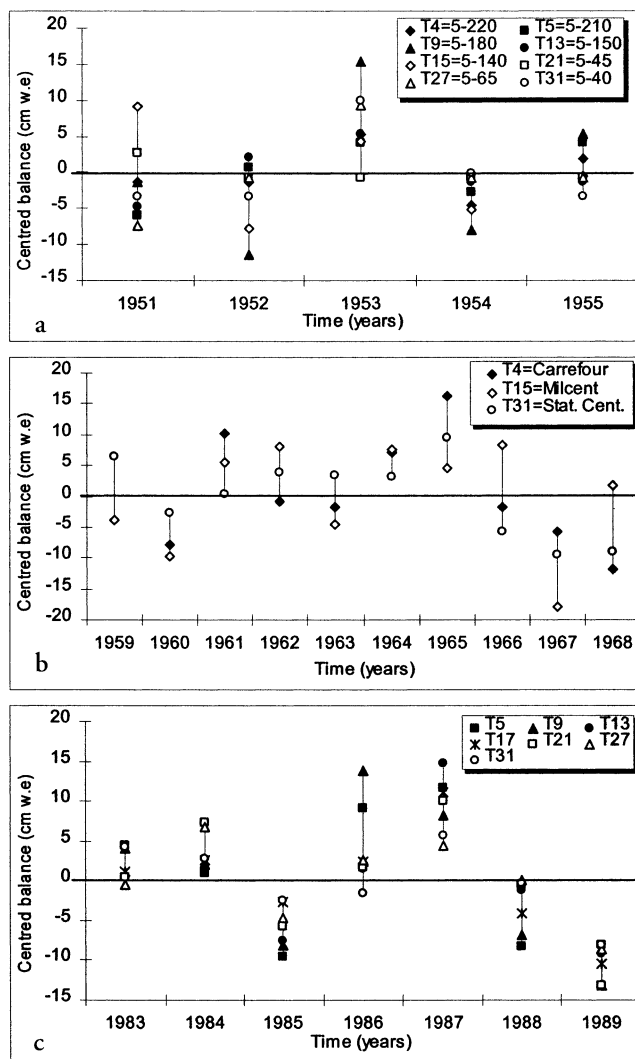 T4=5-220 T5=5-210
T9=5-180 T13=5-150
T15=5-140 T21=5-45
T27=5-65 T31=5-40
Centred balance (cm w.e)
20
15
10
5
0
-5
-10
-15
1951 1952 1953 1954 1955
Time (years)
a
T4=Carrefour
T15=Milcent
T31=Stat. Cent.
Centred balance (cm w.e)
20
15
10
5
0
-5
-10
-15
-20
1959 1960 1961 1962 1963 1964 1965 1966 1967 1968
Time (years)
b
T5 T9 T13
T17 T21 T27
T31
Centred balance (cm w.e)
20
15
10
5
0
-5
-10
-15
1983 1984 1985 1986 1987 1988 1989
Time (years)
c